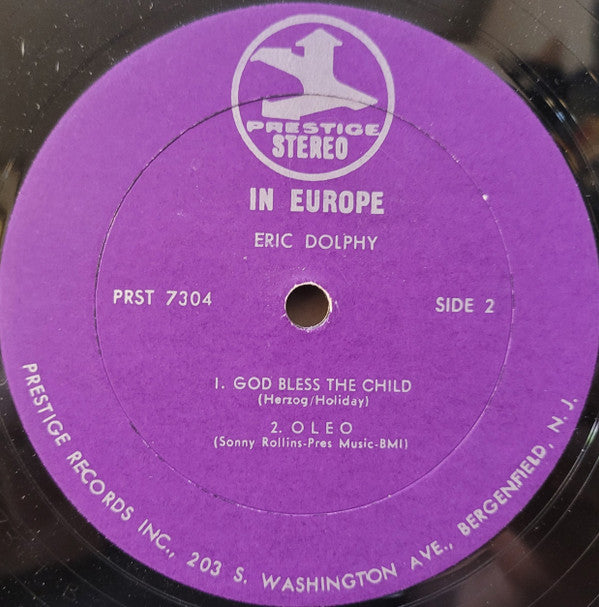 PRESTIGE
STEREO
IN EUROPE
ERIC DOLPHY
PRST 7304
SIDE 2
1. GOD BLESS THE CHILD
(Herzog/Holiday)
2. OLEO
(Sonny Rollins-Pres Music-BMI)
PRESTIGE RECORDS INC., 203 S. WASHINGTON AVE., BERGENFIELD, N. J.